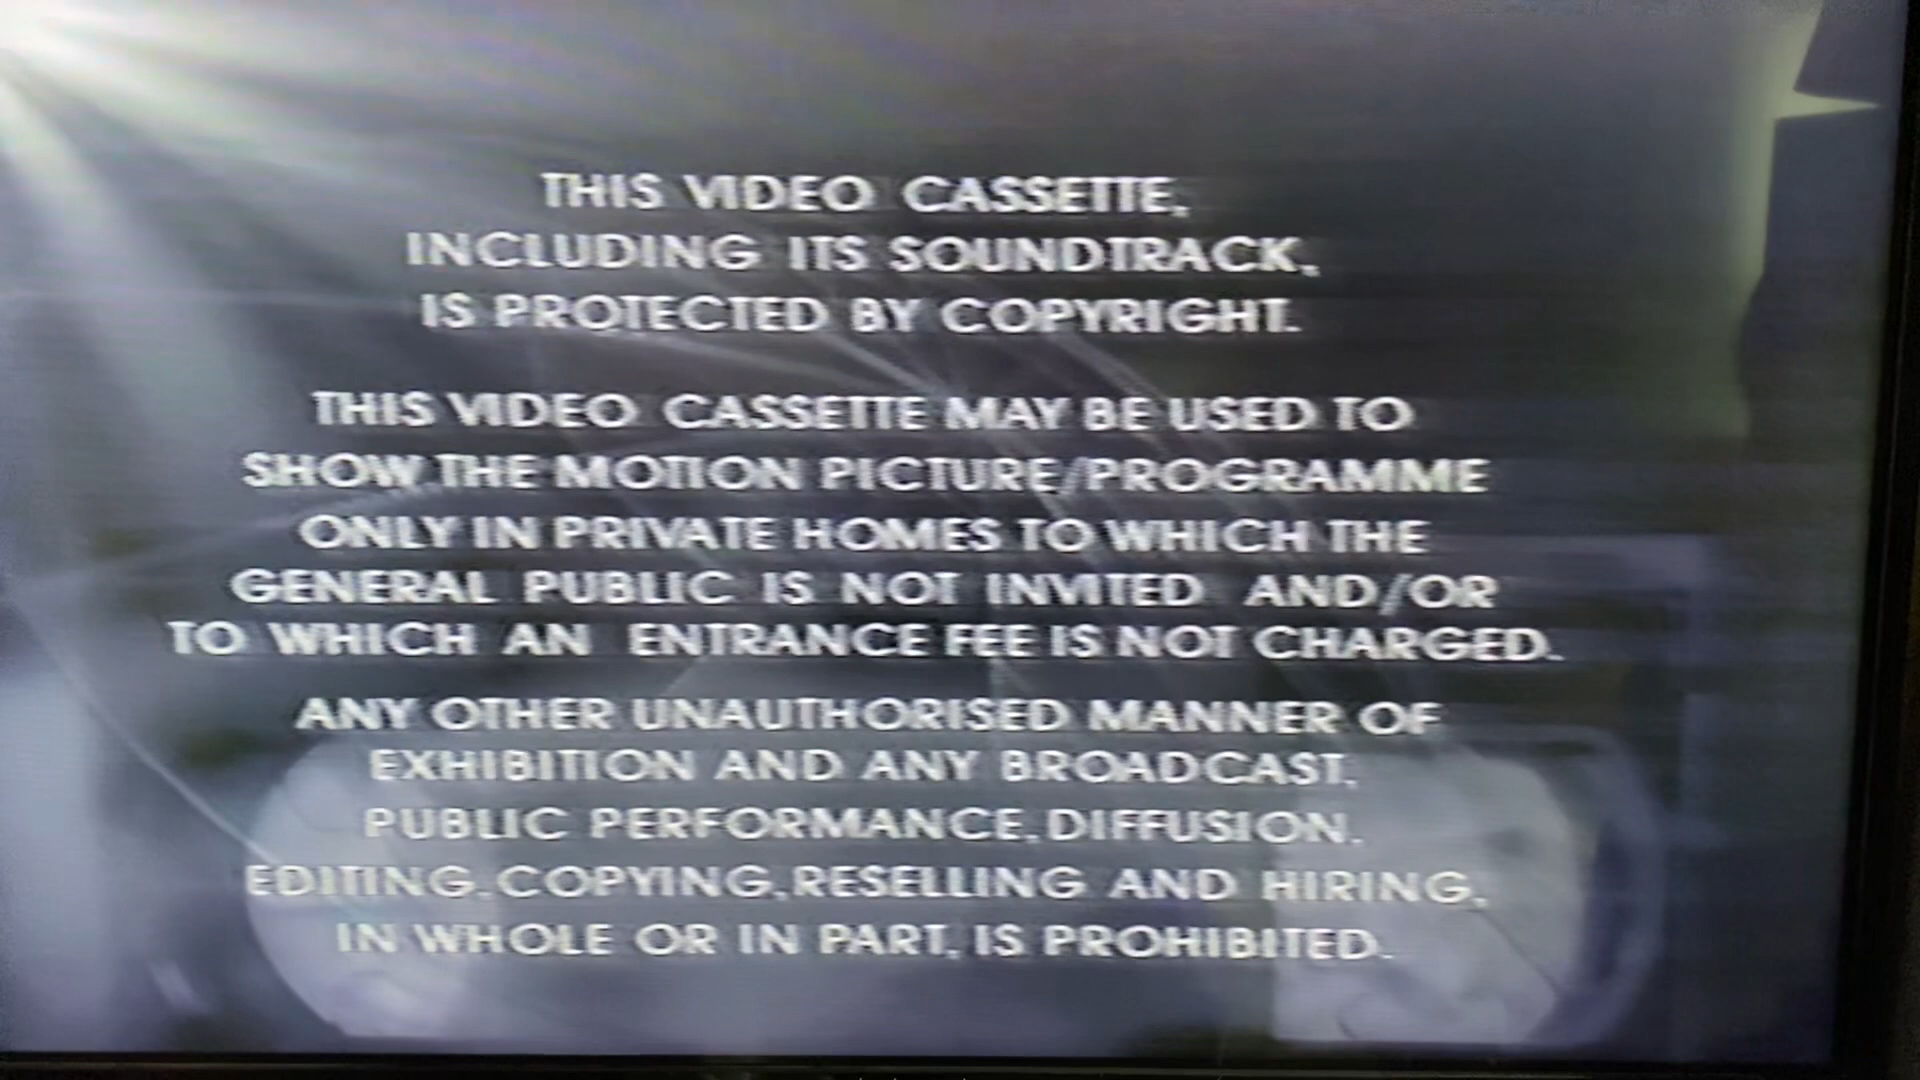 THIS VIDEO CASSETTE,
INCLUDING ITS SOUNDTRACK,
IS PROTECTED BY COPYRIGHT.
THIS VIDEO CASSETTE MAY BE USED TO
SHOW THE MOTION PICTURE/PROGRAMME
ONLY IN PRIVATE HOMES TO WHICH THE
GENERAL PUBLIC IS NOT INVITED AND/OR
TO WHICH AN ENTRANCE FEE IS NOT CHARGED.
ANY OTHER UNAUTHORISED MANNER OF
EXHIBITION AND ANY BROADCAST,
PUBLIC PERFORMANCE, DIFFUSION,
EDITING, COPYING, RESELLING AND HIRING,
IN WHOLE OR IN PART, IS PROHIBITED.